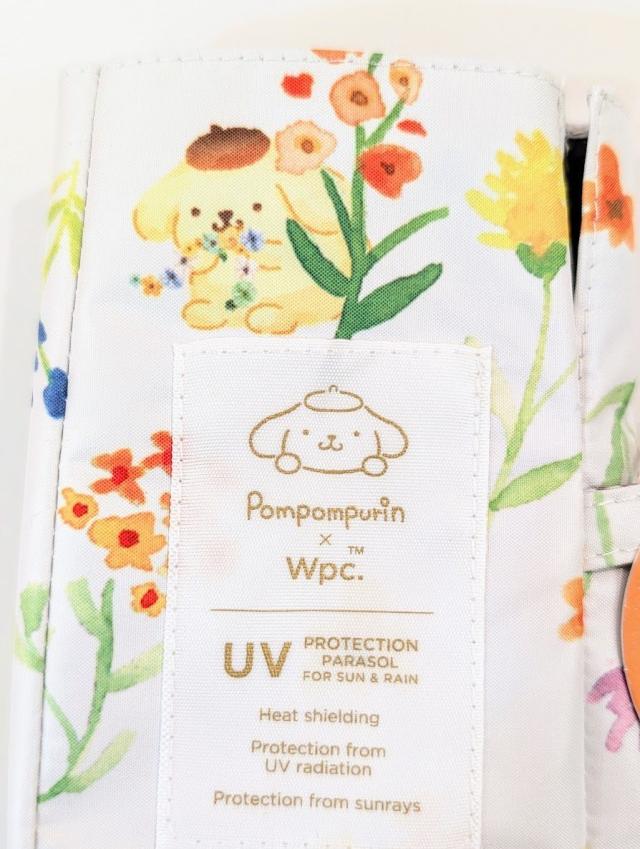 Pompompurin
×
Wpc.™
UV PROTECTION
PARASOL
FOR SUN & RAIN
Heat shielding
Protection from
UV radiation
Protection from sunrays